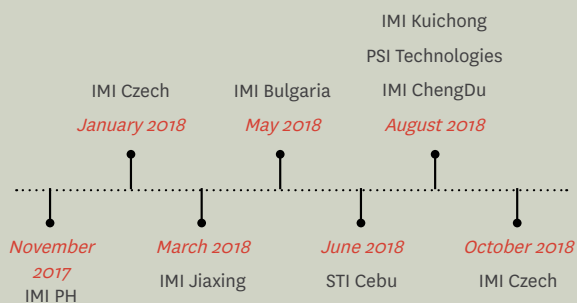 IMI Kuichong
PSI Technologies
IMI ChengDu
August 2018
IMI Czech
January 2018
IMI Bulgaria
May 2018
November
2017
IMI PH
March 2018
IMI Jiaxing
June 2018
STI Cebu
October 2018
IMI Czech